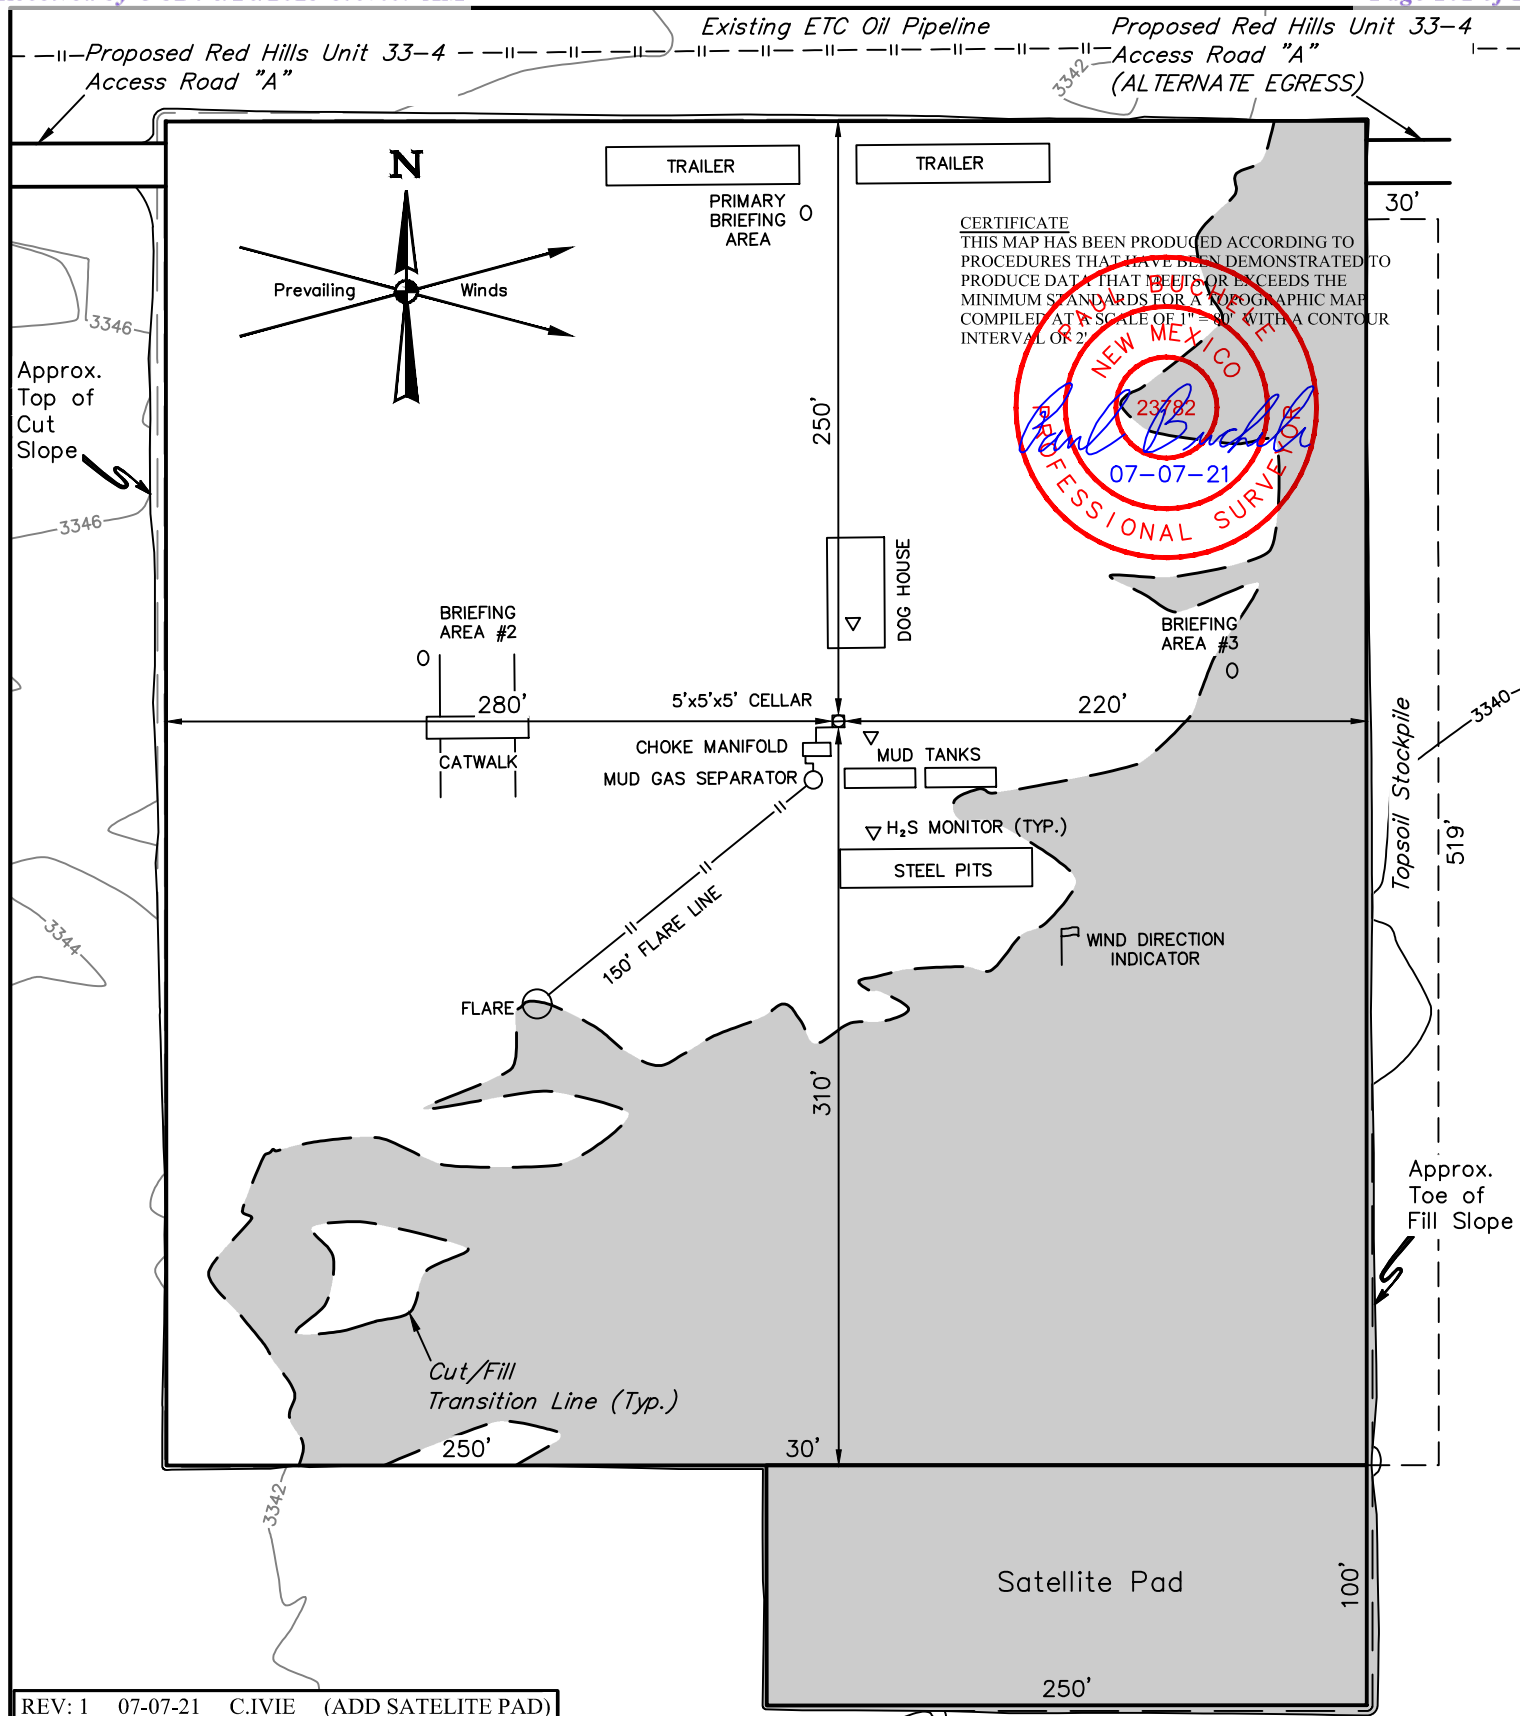 Existing ETC Oil Pipeline
Proposed Red Hills Unit 33-4
Access Road "A"
Proposed Red Hills Unit 33-4
Access Road "A"
(ALTERNATE EGRESS)
3342
N
TRAILER
TRAILER
PRIMARY
BRIEFING
AREA
30'
CERTIFICATE
THIS MAP HAS BEEN PRODUCED ACCORDING TO
PROCEDURES THAT HAVE BEEN DEMONSTRATED TO
PRODUCE DATA THAT MEETS OR EXCEEDS THE
MINIMUM STANDARDS FOR A TOPOGRAPHIC MAP
COMPILED AT A SCALE OF 1" = 80' WITH A CONTOUR
INTERVAL OF 2'
Prevailing Winds
3346
Approx.
Top of
Cut
Slope
3346
250'
PAUL BUCHELE
NEW MEXICO
23782
Paul Buchele
07-07-21
PROFESSIONAL SURVEYOR
DOG HOUSE
BRIEFING
AREA #2
BRIEFING
AREA #3
280'
5'x5'x5' CELLAR
220'
CATWALK
CHOKE MANIFOLD
MUD GAS SEPARATOR
MUD TANKS
H₂S MONITOR (TYP.)
STEEL PITS
3340
Topsoil Stockpile
519'
3344
150' FLARE LINE
FLARE
WIND DIRECTION
INDICATOR
310'
Approx.
Toe of
Fill Slope
Cut/Fill
Transition Line (Typ.)
250'
30'
3342
Satellite Pad
100'
250'
REV: 1 07-07-21 C.IVIE (ADD SATELITE PAD)